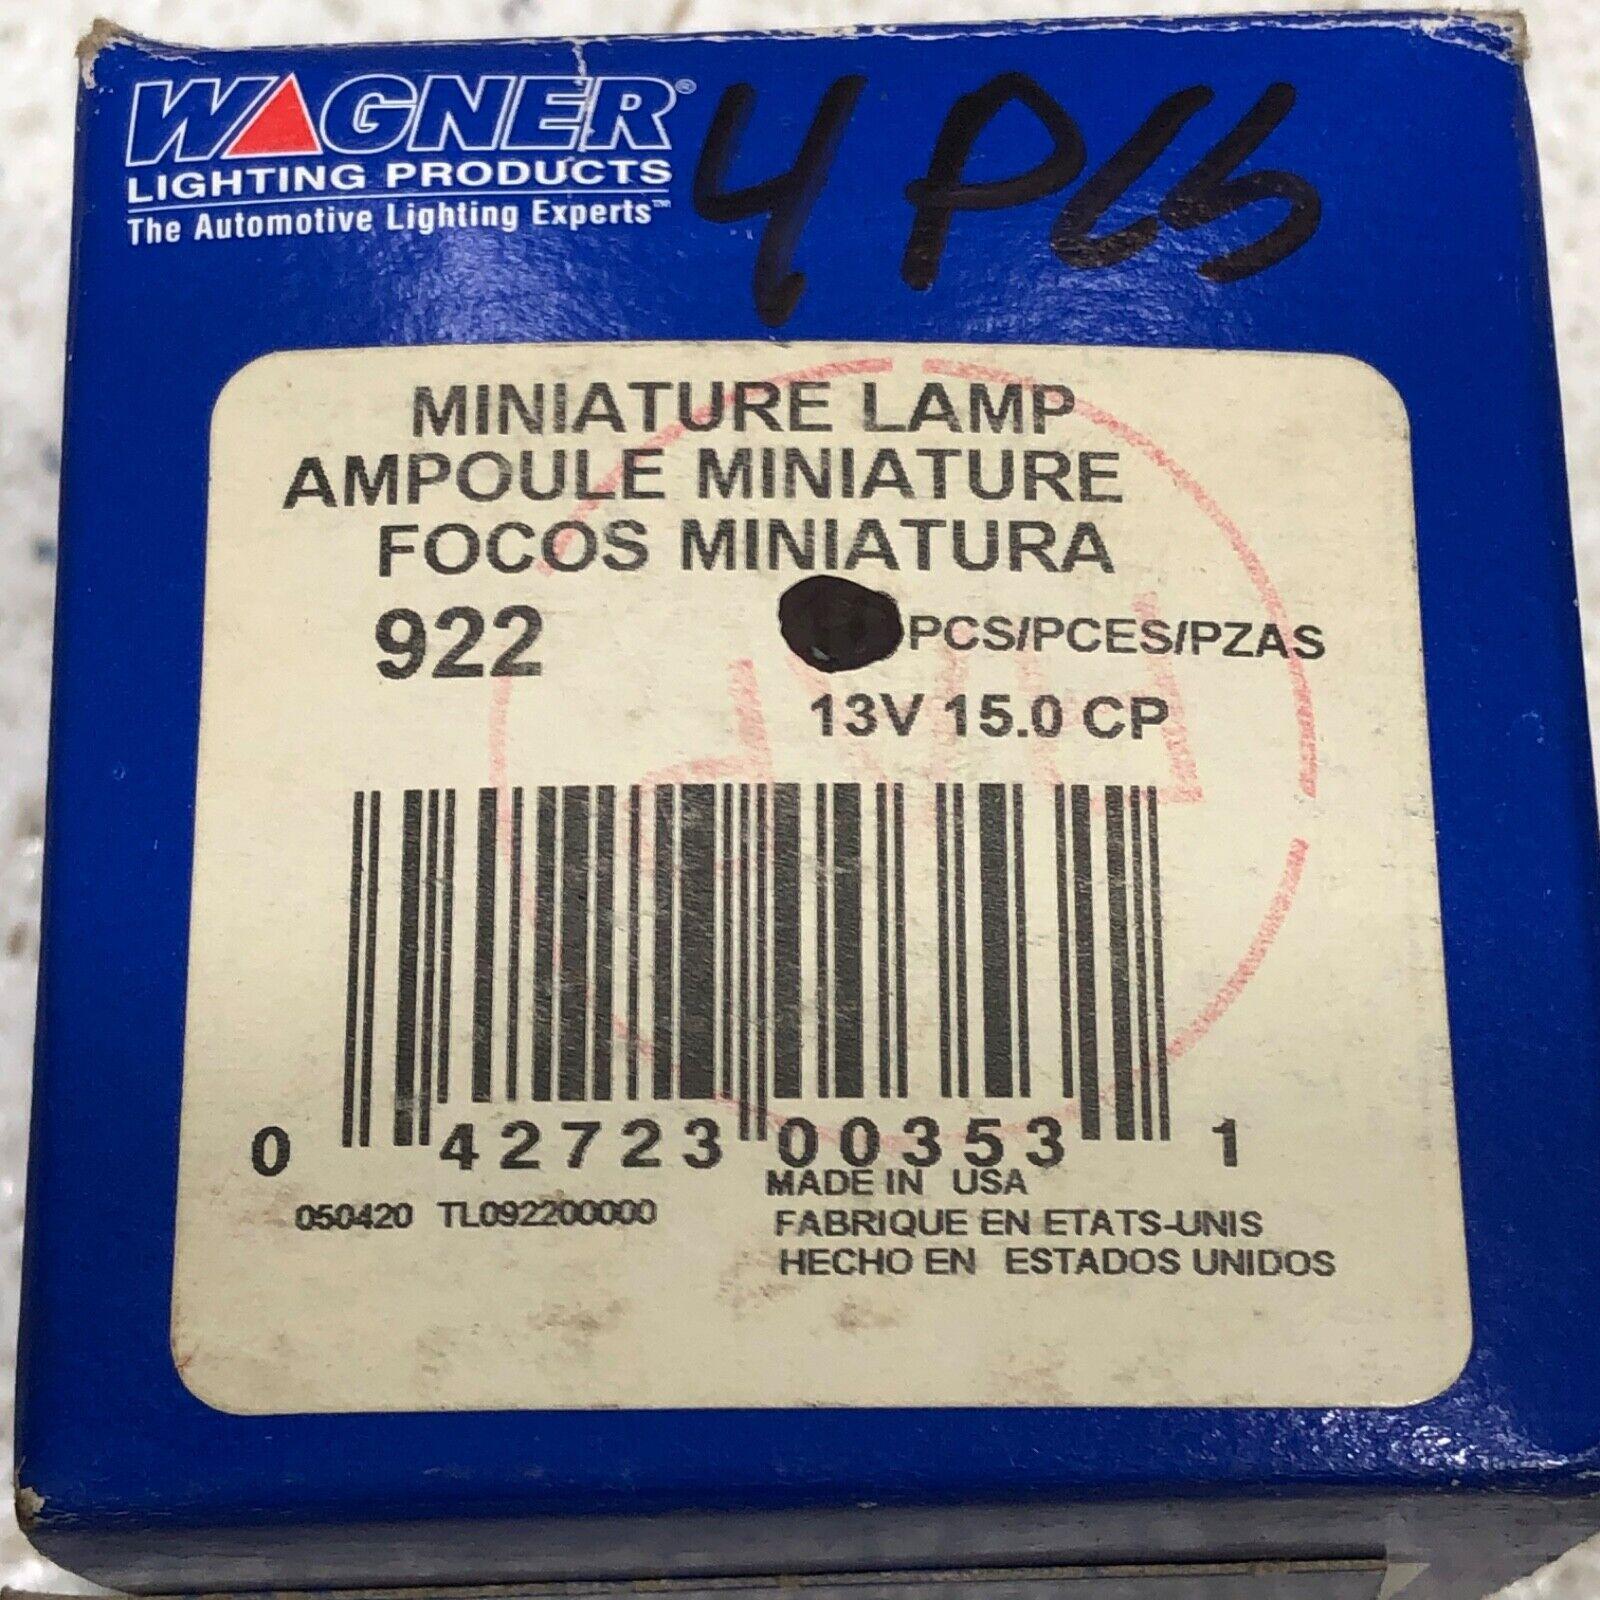 WAGNER®
LIGHTING PRODUCTS
The Automotive Lighting Experts™
4 PCS
MINIATURE LAMP
AMPOULE MINIATURE
FOCOS MINIATURA
922 PCS/PCES/PZAS
13V 15.0 CP
0 42723 00353 1
050420 TL092200000
MADE IN USA
FABRIQUE EN ETATS-UNIS
HECHO EN ESTADOS UNIDOS